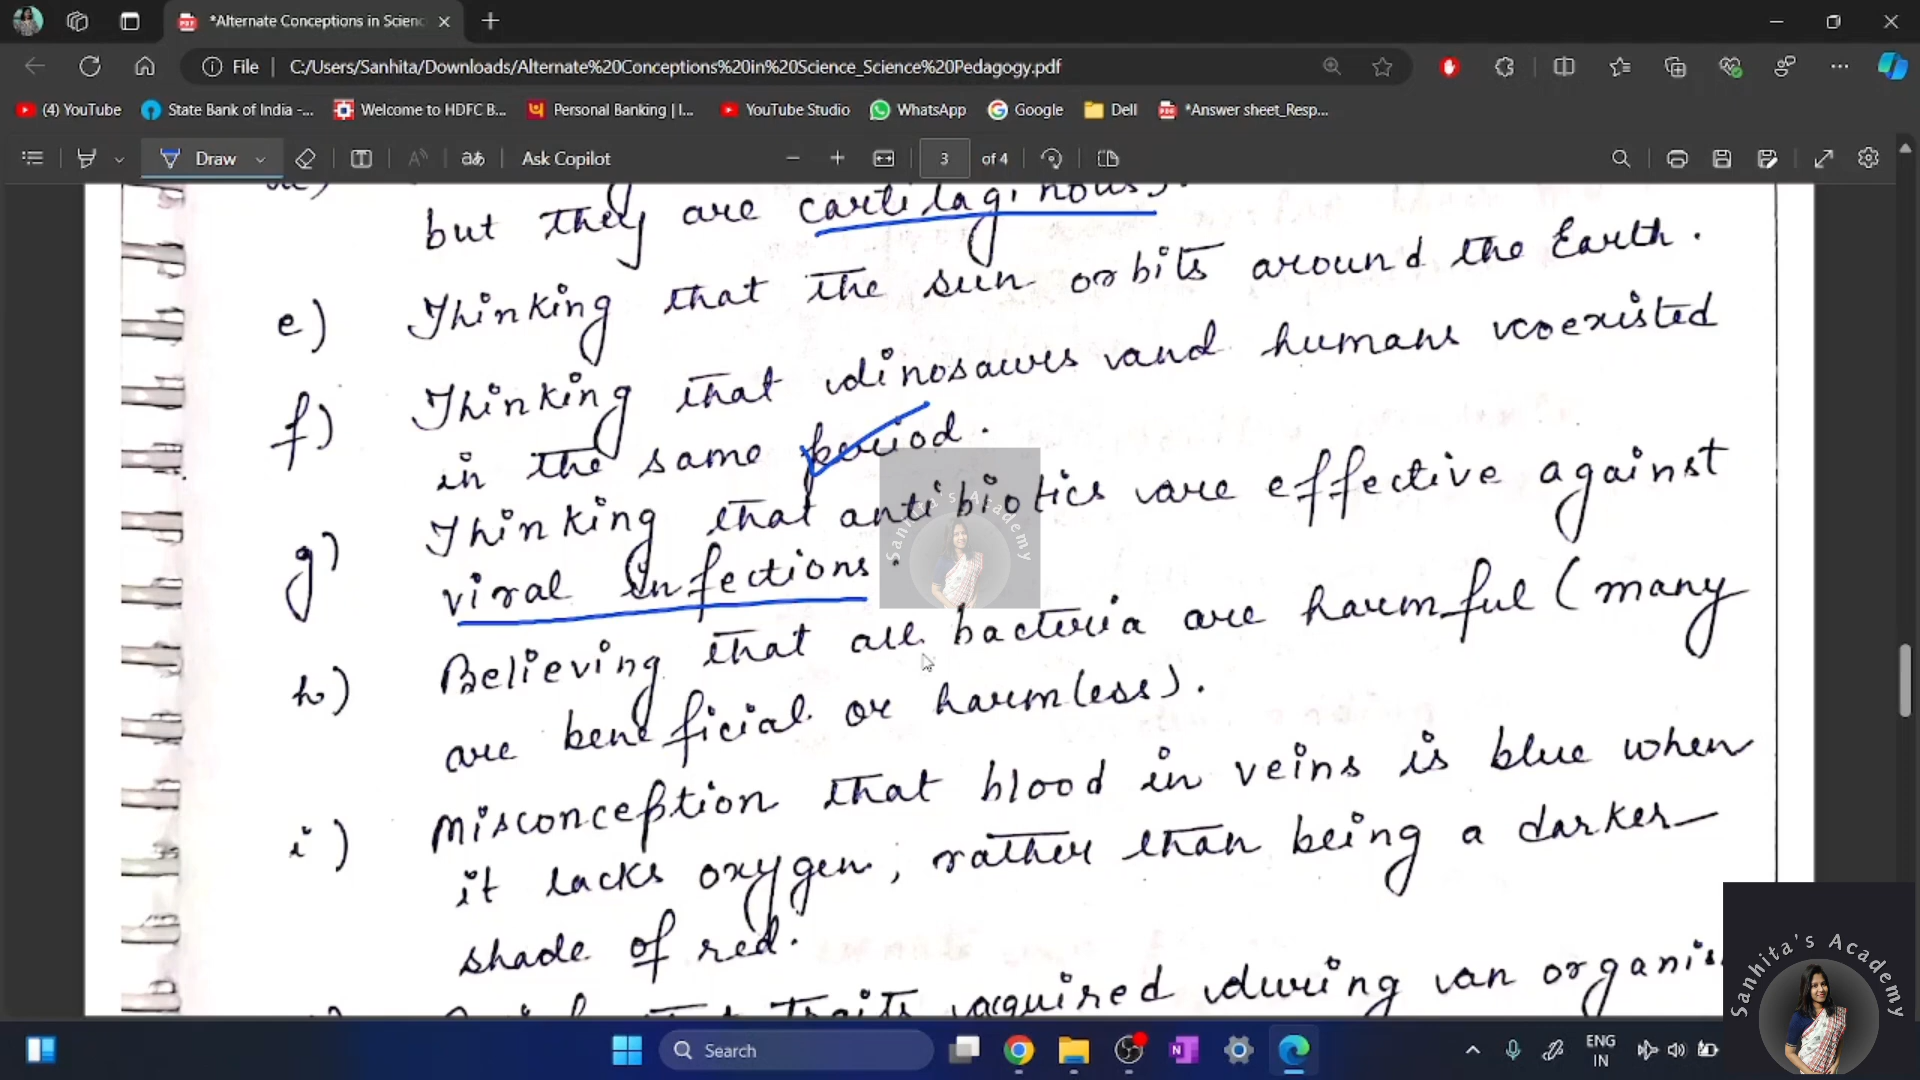 *Alternate Conceptions in Scienc
File
C:/Users/Sanhita/Downloads/Alternate%20Conceptions%20in%20Science_Science%20Pedagogy.pdf
(4) YouTube
State Bank of India -...
Welcome to HDFC B...
Personal Banking | I...
YouTube Studio
WhatsApp
Google
Dell
*Answer sheet_Resp...
Draw
Ask Copilot
3 of 4
but they are cartilaginous).
e) Thinking that the sun orbits around the Earth.
f) Thinking that dinosaurs and humans coexisted
in the same period.
g) Thinking that antibiotics are effective against
viral infections.
h) Believing that all bacteria are harmful (many
are beneficial or harmless).
i) Misconception that blood in veins is blue when
it lacks oxygen, rather than being a darker
shade of red.
traits acquired during an organis
Sanhita's Academy
Sanhita's Academy
Search
ENG
IN